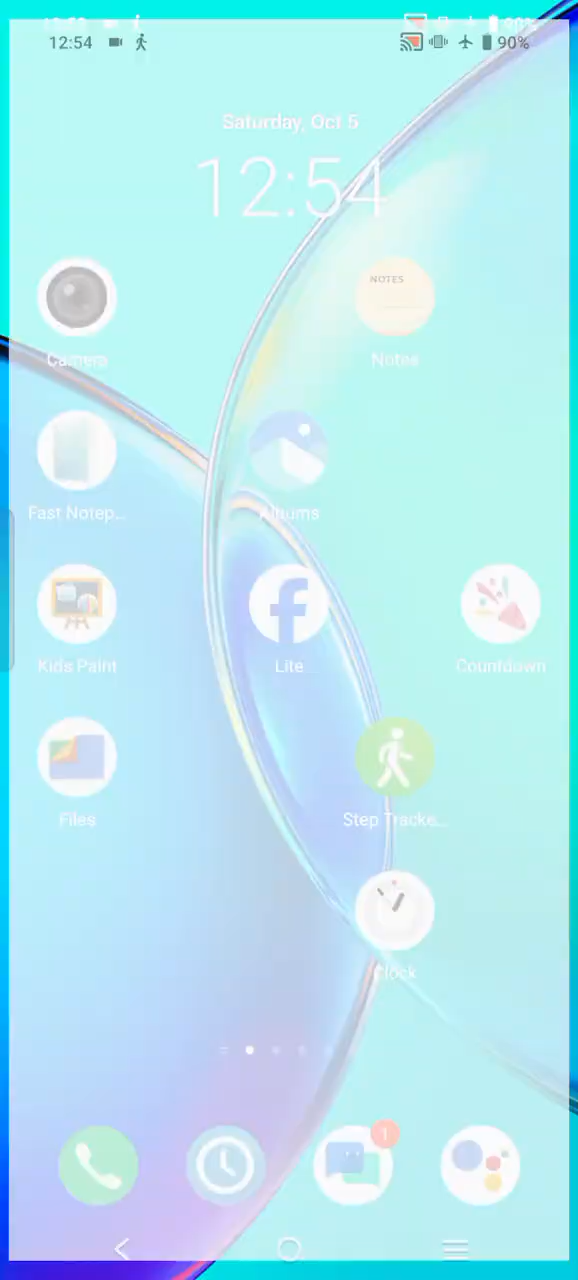 12:54 90%
Saturday, Oct 5
12:54
NOTES
Camera Notes
Fast Notep... Albums
Kids Paint Lite Countdown
Files Step Tracke...
Clock
1